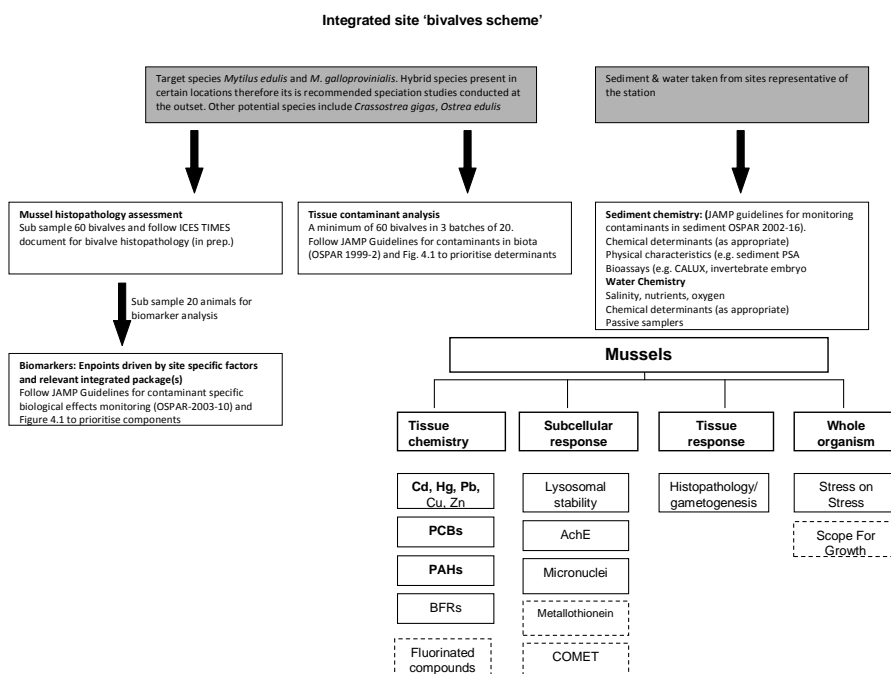 Integrated site ‘bivalves scheme’
Target species Mytilus edulis and M. galloprovinialis. Hybrid species present in
certain locations therefore its is recommended speciation studies conducted at
the outset. Other potential species include Crassostrea gigas, Ostrea edulis
Sediment & water taken from sites representative of
the station
Mussel histopathology assessment
Sub sample 60 bivalves and follow ICES TIMES
document for bivalve histopathology (in prep.)
Tissue contaminant analysis
A minimum of 60 bivalves in 3 batches of 20.
Follow JAMP Guidelines for contaminants in biota
(OSPAR 1999-2) and Fig. 4.1 to prioritise determinants
Sediment chemistry: (JAMP guidelines for monitoring
contaminants in sediment OSPAR 2002-16).
Chemical determinants (as appropriate)
Physical characteristics (e.g. sediment PSA
Bioassays (e.g. CALUX, invertebrate embryo
Water Chemistry
Salinity, nutrients, oxygen
Chemical determinants (as appropriate)
Passive samplers
Sub sample 20 animals for
biomarker analysis
Biomarkers: Enpoints driven by site specific factors
and relevant integrated package(s)
Follow JAMP Guidelines for contaminant specific
biological effects monitoring (OSPAR-2003-10) and
Figure 4.1 to prioritise components
Mussels
Tissue
chemistry
Subcellular
response
Tissue
response
Whole
organism
Cd, Hg, Pb,
Cu, Zn
PCBs
PAHs
BFRs
Fluorinated
compounds
Lysosomal
stability
AchE
Micronuclei
Metallothionein
COMET
Histopathology/
gametogenesis
Stress on
Stress
Scope For
Growth